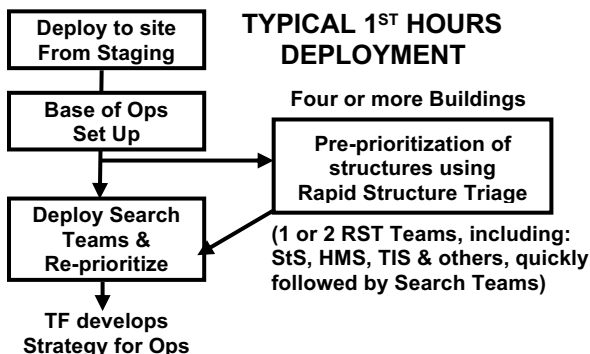 TYPICAL 1ST HOURS
DEPLOYMENT
Deploy to site
From Staging
Base of Ops
Set Up
Four or more Buildings
Pre-prioritization of
structures using
Rapid Structure Triage
Deploy Search
Teams &
Re-prioritize
(1 or 2 RST Teams, including:
StS, HMS, TIS & others, quickly
followed by Search Teams)
TF develops
Strategy for Ops